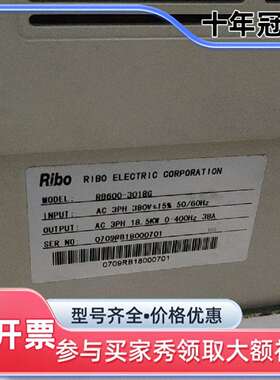 十年冠
Ribo RIBO ELECTRIC CORPORATION
MODEL: RB600-3018G
INPUT: AC 3PH 380V±15% 50/60Hz
OUTPUT: AC 3PH 18.5KW 0-400Hz 38A
SER NO: 0709RB18000701
0709RB18000701
开票
型号齐全·价格优惠
参与买家秀领取大额